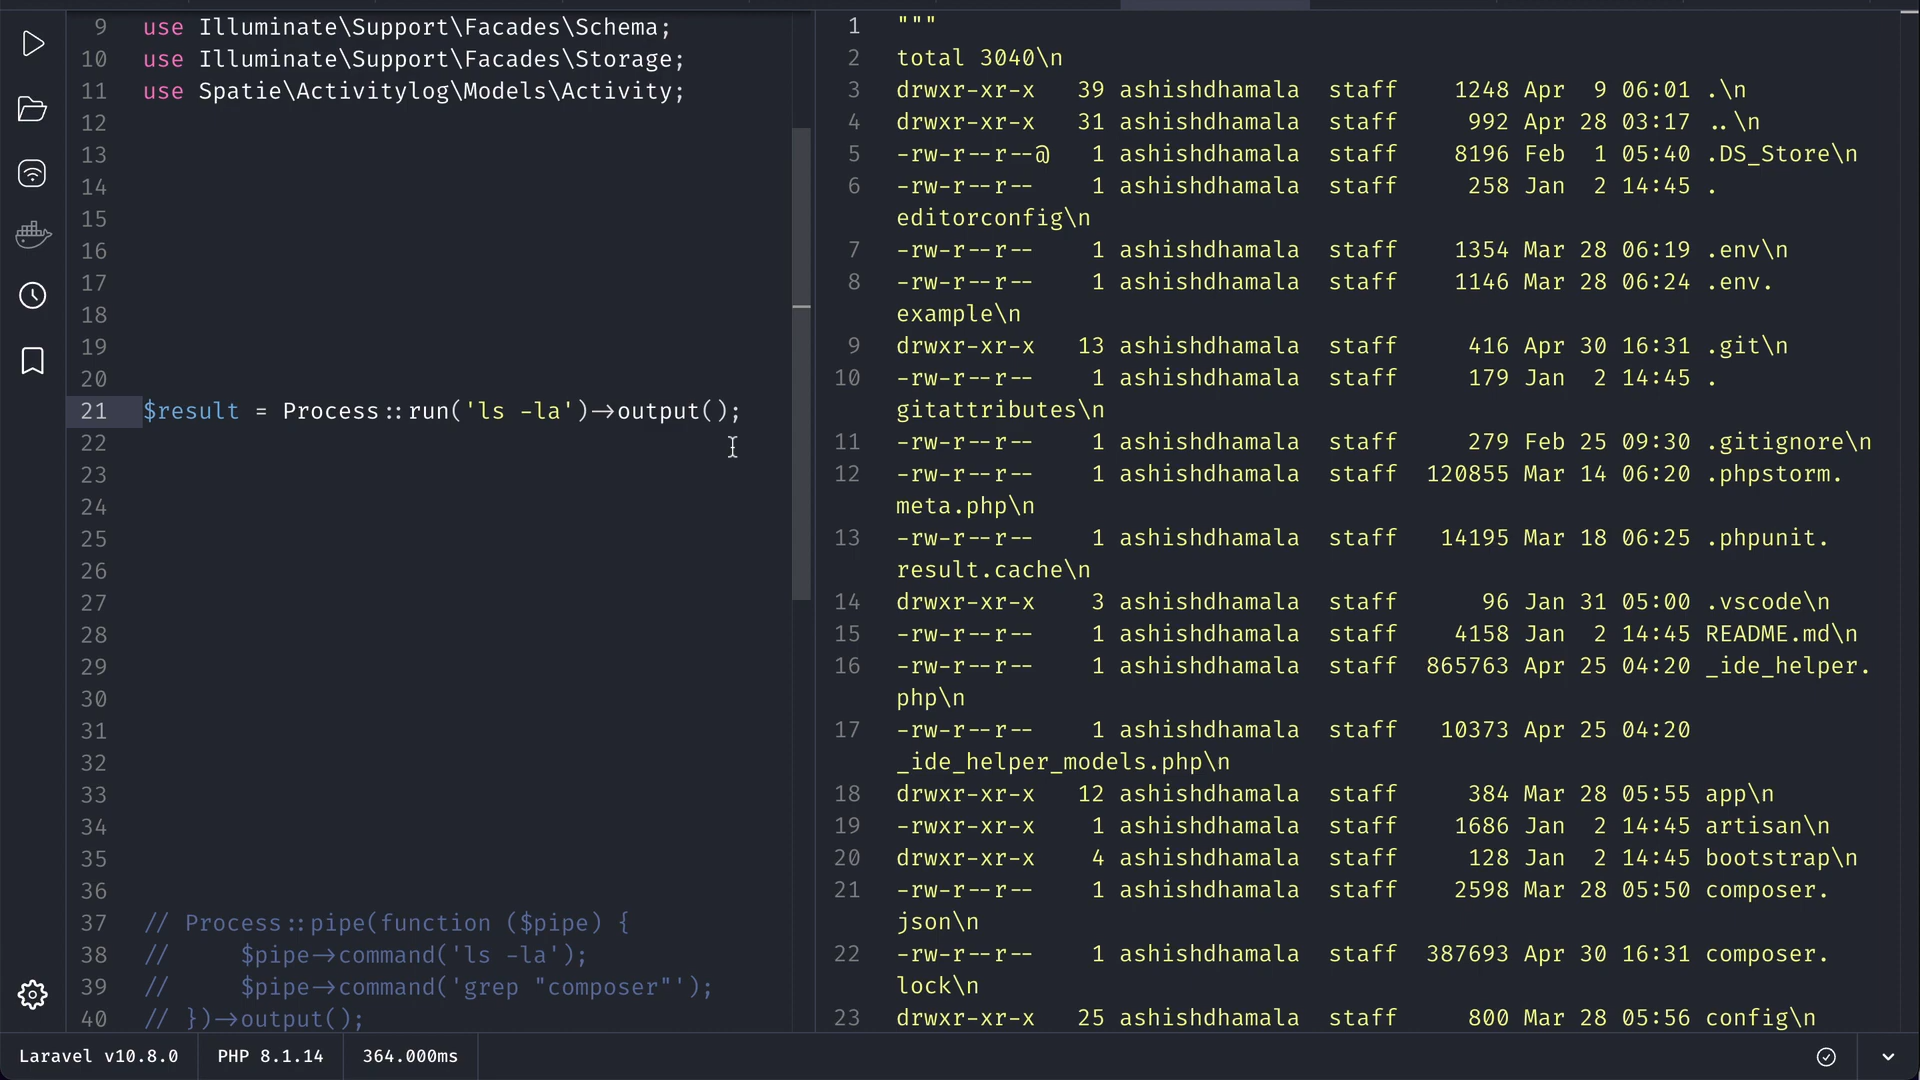 9 use Illuminate\Support\Facades\Schema;
10 use Illuminate\Support\Facades\Storage;
11 use Spatie\Activitylog\Models\Activity;
12
13
14
15
16
17
18
19
20
21 $result = Process::run('ls -la')->output();
22
23
24
25
26
27
28
29
30
31
32
33
34
35
36
37 // Process::pipe(function ($pipe) {
38 //     $pipe->command('ls -la');
39 //     $pipe->command('grep "composer"');
40 // })->output();
1 """
2 total 3040\n
3 drwxr-xr-x   39 ashishdhamala  staff    1248 Apr  9 06:01 .\n
4 drwxr-xr-x   31 ashishdhamala  staff     992 Apr 28 03:17 ..\n
5 -rw-r--r--@   1 ashishdhamala  staff    8196 Feb  1 05:40 .DS_Store\n
6 -rw-r--r--    1 ashishdhamala  staff     258 Jan  2 14:45 .
editorconfig\n
7 -rw-r--r--    1 ashishdhamala  staff    1354 Mar 28 06:19 .env\n
8 -rw-r--r--    1 ashishdhamala  staff    1146 Mar 28 06:24 .env.
example\n
9 drwxr-xr-x   13 ashishdhamala  staff     416 Apr 30 16:31 .git\n
10 -rw-r--r--    1 ashishdhamala  staff     179 Jan  2 14:45 .
gitattributes\n
11 -rw-r--r--    1 ashishdhamala  staff     279 Feb 25 09:30 .gitignore\n
12 -rw-r--r--    1 ashishdhamala  staff  120855 Mar 14 06:20 .phpstorm.
meta.php\n
13 -rw-r--r--    1 ashishdhamala  staff   14195 Mar 18 06:25 .phpunit.
result.cache\n
14 drwxr-xr-x    3 ashishdhamala  staff      96 Jan 31 05:00 .vscode\n
15 -rw-r--r--    1 ashishdhamala  staff    4158 Jan  2 14:45 README.md\n
16 -rw-r--r--    1 ashishdhamala  staff  865763 Apr 25 04:20 _ide_helper.
php\n
17 -rw-r--r--    1 ashishdhamala  staff   10373 Apr 25 04:20
_ide_helper_models.php\n
18 drwxr-xr-x   12 ashishdhamala  staff     384 Mar 28 05:55 app\n
19 -rwxr-xr-x    1 ashishdhamala  staff    1686 Jan  2 14:45 artisan\n
20 drwxr-xr-x    4 ashishdhamala  staff     128 Jan  2 14:45 bootstrap\n
21 -rw-r--r--    1 ashishdhamala  staff    2598 Mar 28 05:50 composer.
json\n
22 -rw-r--r--    1 ashishdhamala  staff  387693 Apr 30 16:31 composer.
lock\n
23 drwxr-xr-x   25 ashishdhamala  staff     800 Mar 28 05:56 config\n
Laravel v10.8.0 PHP 8.1.14 364.000ms